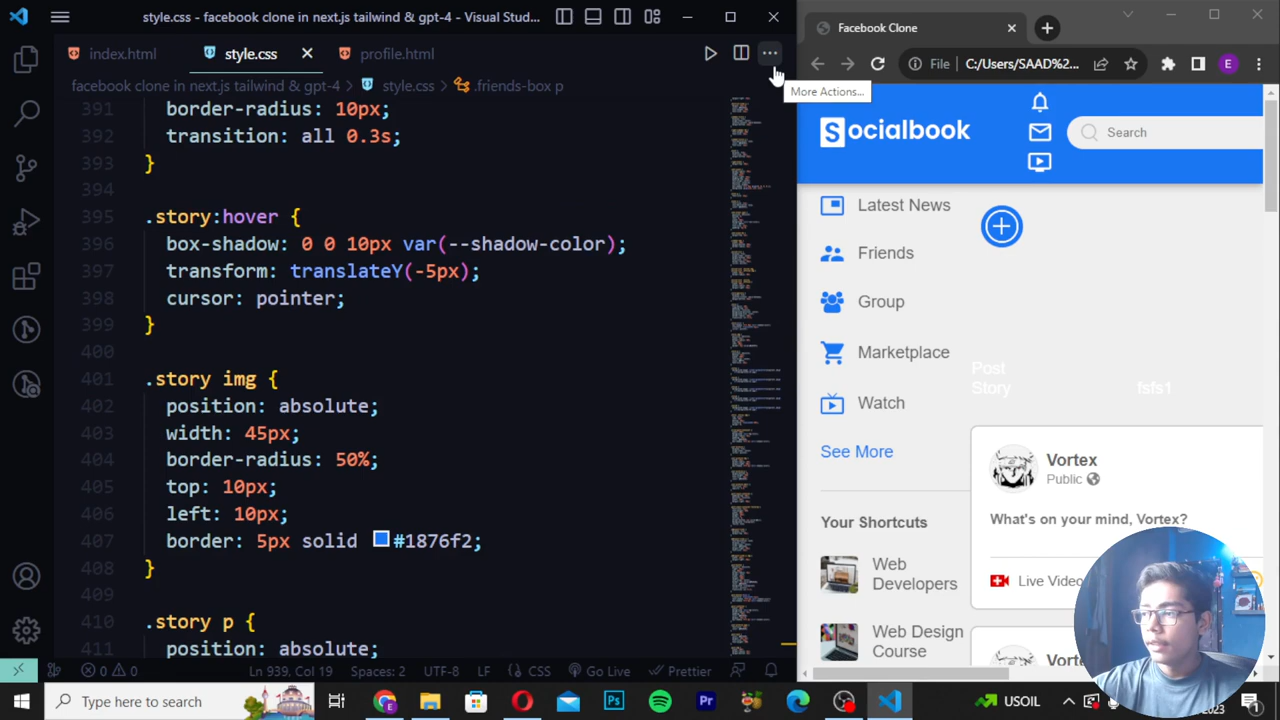 style.css - facebook clone in next.js tailwind & gpt-4 - Visual Stud...
index.html
style.css
profile.html
More Actions...
facebook clone in next.js tailwind & gpt-4 > style.css > .friends-box p
391 border-radius: 10px;
392 transition: all 0.3s;
393 }
394
395 .story:hover {
396 box-shadow: 0 0 10px var(--shadow-color);
397 transform: translateY(-5px);
398 cursor: pointer;
399 }
400
401 .story img {
402 position: absolute;
403 width: 45px;
404 border-radius: 50%;
405 top: 10px;
406 left: 10px;
407 border: 5px solid #1876f2;
408 }
409
410 .story p {
411 position: absolute;
0 0 Ln 939, Col 19 Spaces: 2 UTF-8 LF CSS Go Live Prettier
Facebook Clone
File C:/Users/SAAD%2... E
Socialbook
Search
Latest News
Friends
Group
Marketplace
Watch
See More
Your Shortcuts
Web
Developers
Web Design
Course
Post
Story
fsfs1
Vortex
Public
What's on your mind, Vortex?
Live Video
Type here to search
USOIL
2023